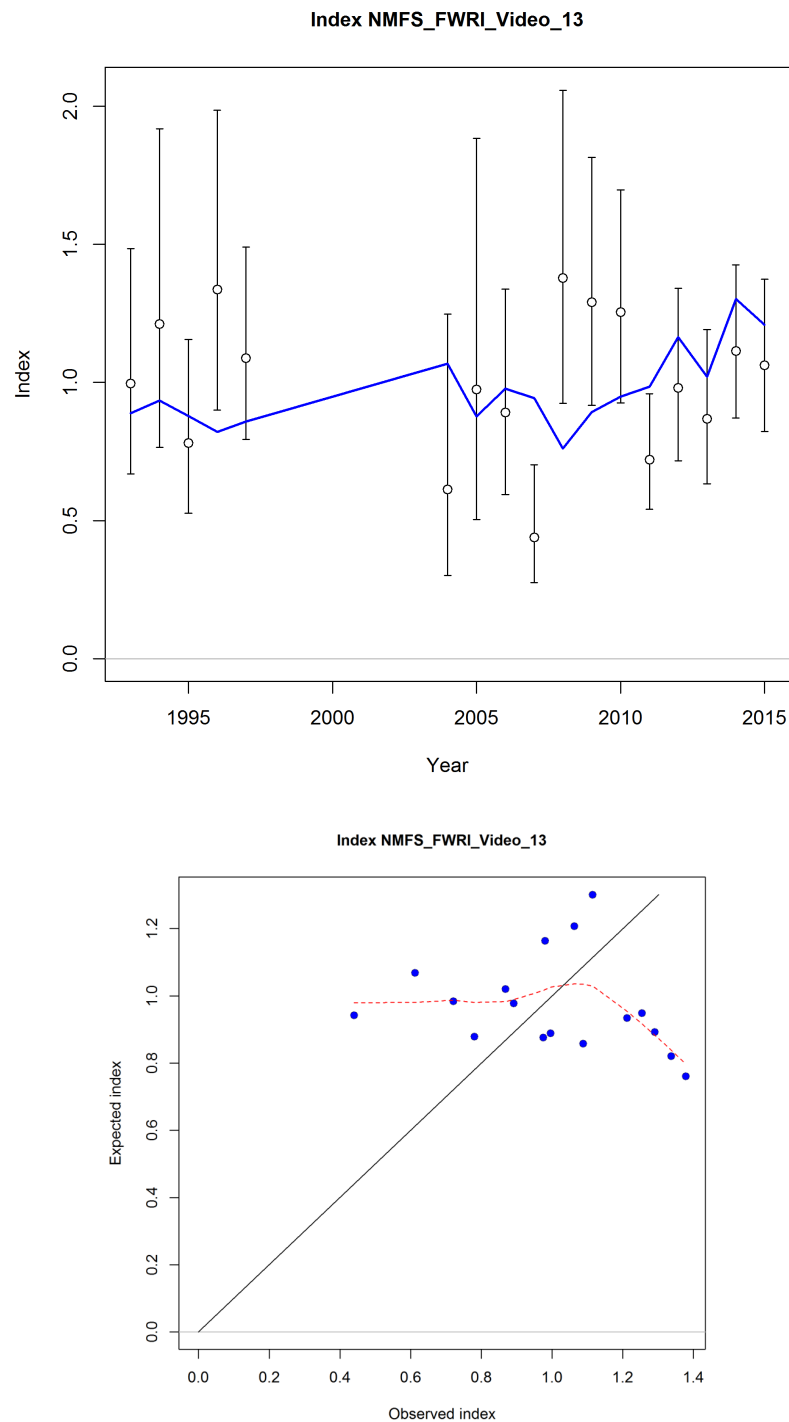 Index NMFS_FWRI_Video_13
2.0
1.5
1.0
0.5
0.0
Index
1995 2000 2005 2010 2015
Year
Index NMFS_FWRI_Video_13
1.2
1.0
0.8
0.6
0.4
0.2
0.0
Expected index
0.0 0.2 0.4 0.6 0.8 1.0 1.2 1.4
Observed index